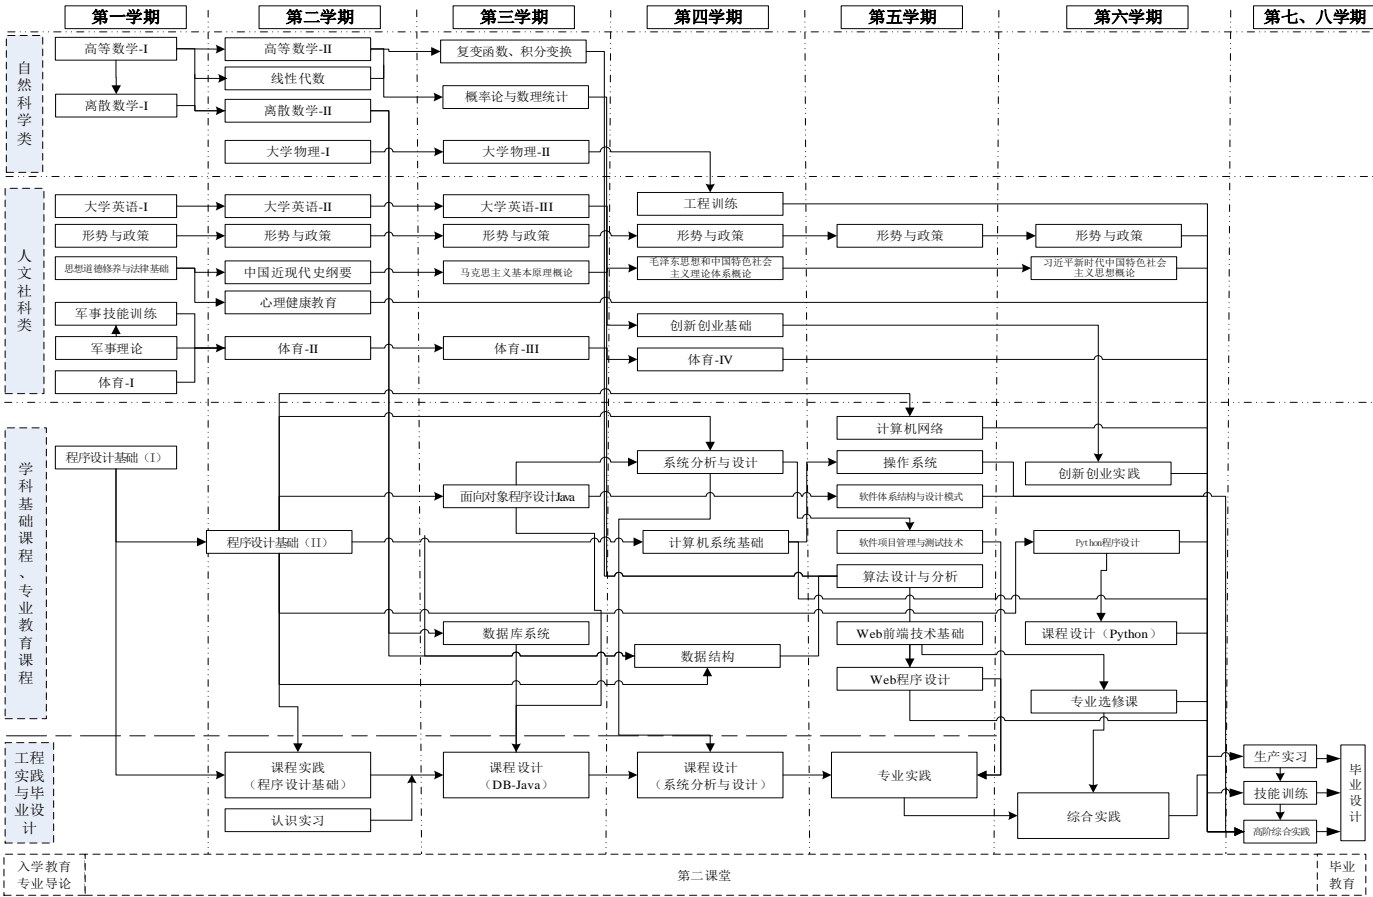 第一学期
第二学期
第三学期
第四学期
第五学期
第六学期
第七、八学期
自然科学类
高等数学-I
高等数学-II
复变函数、积分变换
线性代数
离散数学-I
离散数学-II
概率论与数理统计
大学物理-I
大学物理-II
人文社科类
工程训练
大学英语-I
大学英语-II
大学英语-III
形势与政策
形势与政策
形势与政策
形势与政策
形势与政策
形势与政策
思想道德修养与法律基础
中国近现代史纲要
马克思主义基本原理概论
毛泽东思想和中国特色社会
主义理论体系概论
习近平新时代中国特色社会
主义思想概论
心理健康教育
军事技能训练
创新创业基础
军事理论
体育-II
体育-III
体育-IV
体育-I
学科基础课程、专业教育课程
计算机网络
程序设计基础（I）
系统分析与设计
操作系统
创新创业实践
面向对象程序设计Java
软件体系结构与设计模式
程序设计基础（II）
计算机系统基础
软件项目管理与测试技术
Python程序设计
算法设计与分析
数据库系统
Web前端技术基础
课程设计（Python）
数据结构
Web程序设计
专业选修课
工程
实践
与毕
业设
计
课程实践
（程序设计基础）
课程设计
（DB-Java）
课程设计
（系统分析与设计）
专业实践
生产实习
技能训练
毕业设计
认识实习
综合实践
高阶综合实践
入学教育
专业导论
第二课堂
毕业
教育